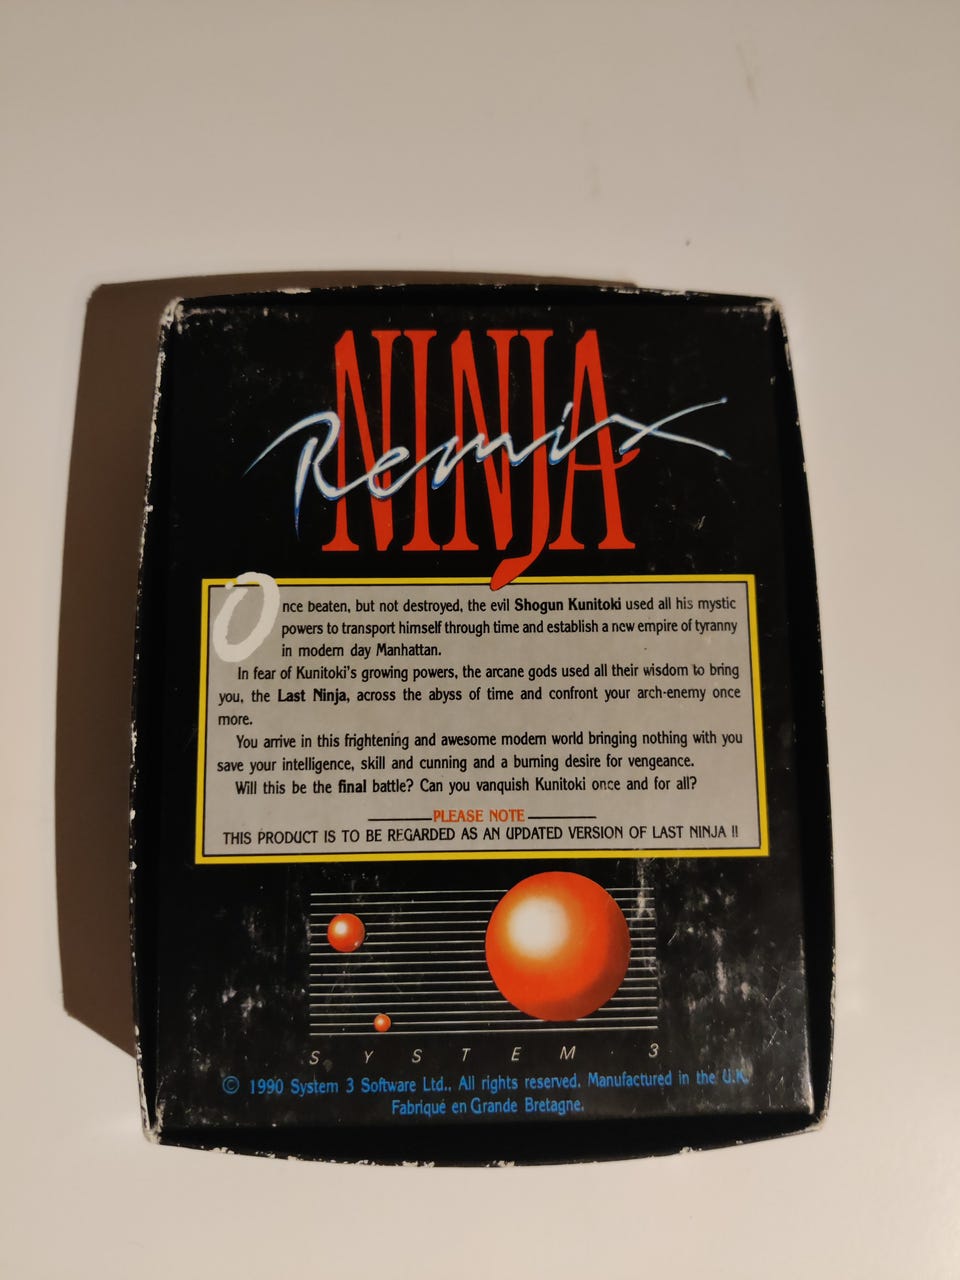 NINJA
Remix
Once beaten, but not destroyed, the evil Shogun Kunitoki used all his mystic
powers to transport himself through time and establish a new empire of tyranny
in modern day Manhattan.
In fear of Kunitoki's growing powers, the arcane gods used all their wisdom to bring
you, the Last Ninja, across the abyss of time and confront your arch-enemy once
more.
You arrive in this frightening and awesome modern world bringing nothing with you
save your intelligence, skill and cunning and a burning desire for vengeance.
Will this be the final battle? Can you vanquish Kunitoki once and for all?
PLEASE NOTE
THIS PRODUCT IS TO BE REGARDED AS AN UPDATED VERSION OF LAST NINJA II
SYSTEM 3
© 1990 System 3 Software Ltd., All rights reserved. Manufactured in the U.K.
Fabriqué en Grande Bretagne.